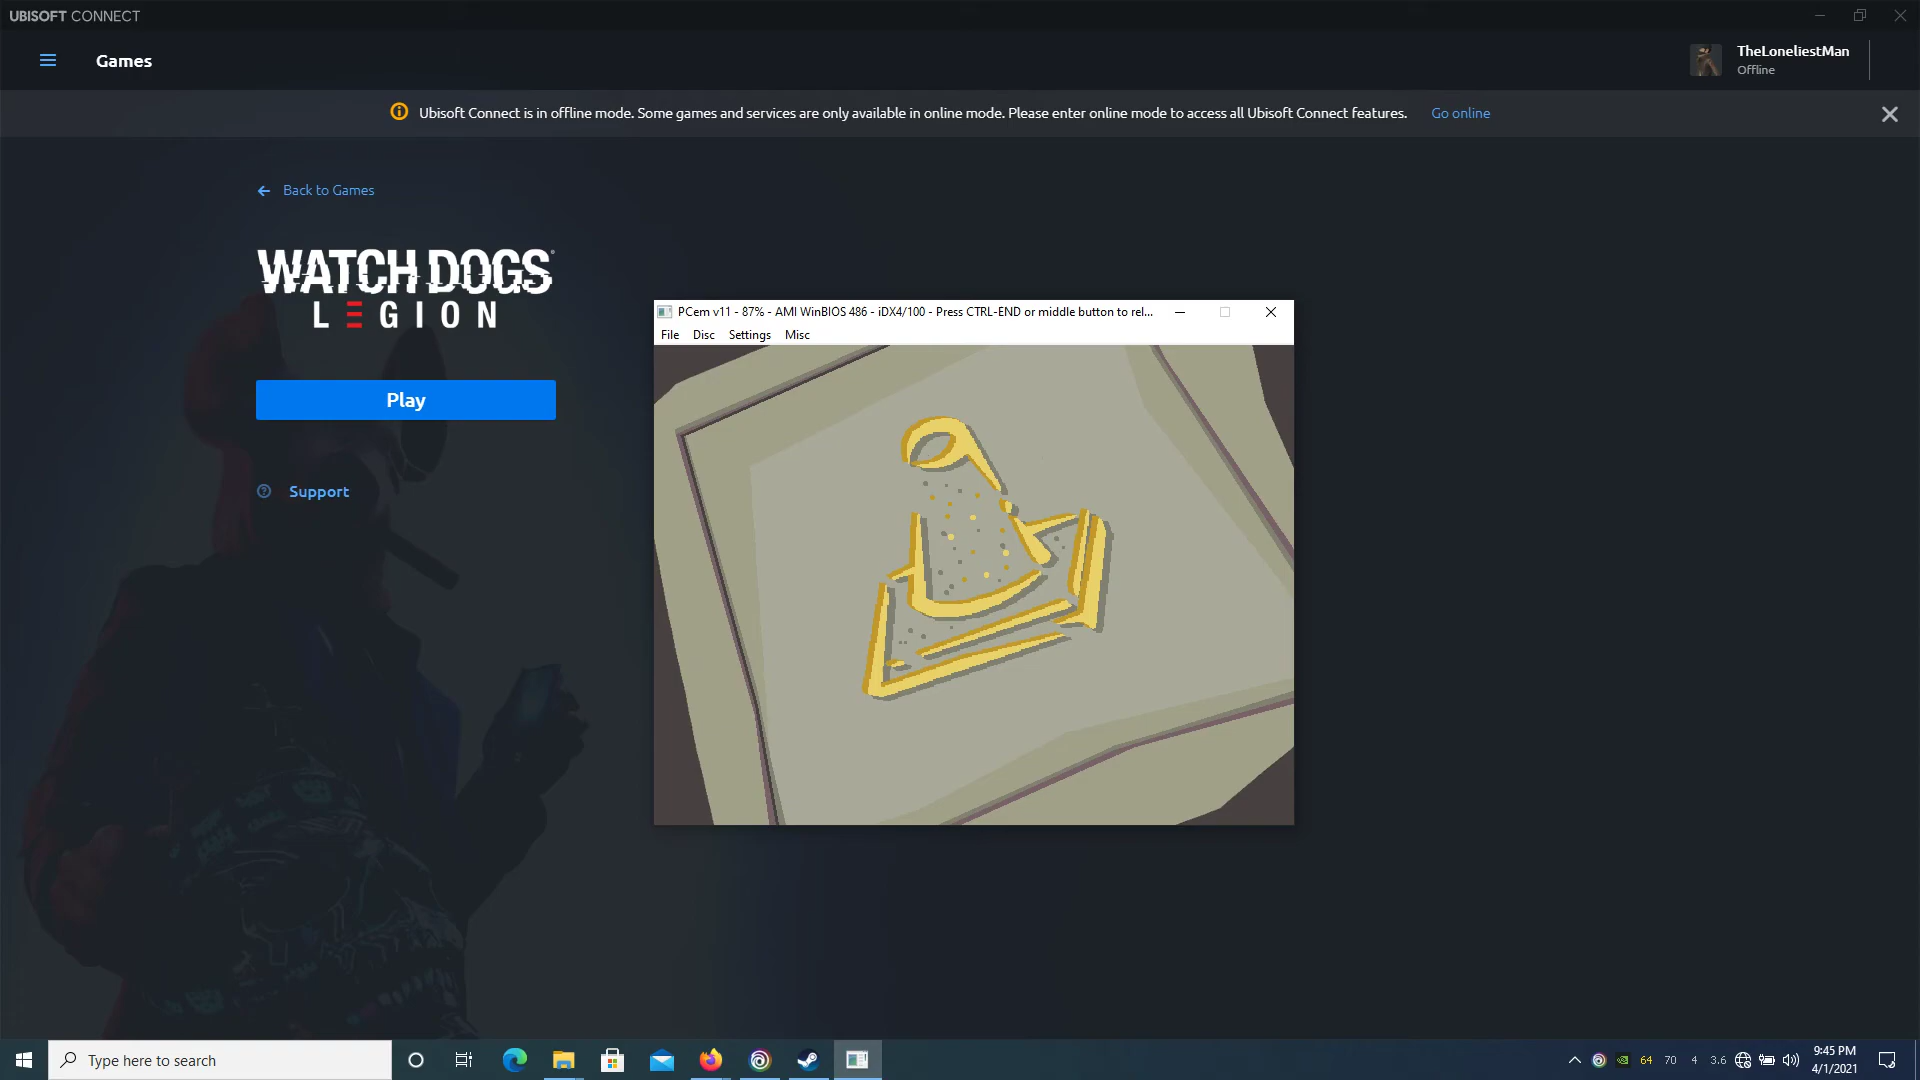 UBISOFT CONNECT
Games
TheLoneliestMan
Offline
Ubisoft Connect is in offline mode. Some games and services are only available in online mode. Please enter online mode to access all Ubisoft Connect features. Go online
Back to Games
WATCH DOGS
LEGION
Play
Support
PCem v11 - 87% - AMI WinBIOS 486 - iDX4/100 - Press CTRL-END or middle button to rel...
File Disc Settings Misc
Type here to search
64 70 4 3.6
9:45 PM
4/1/2021